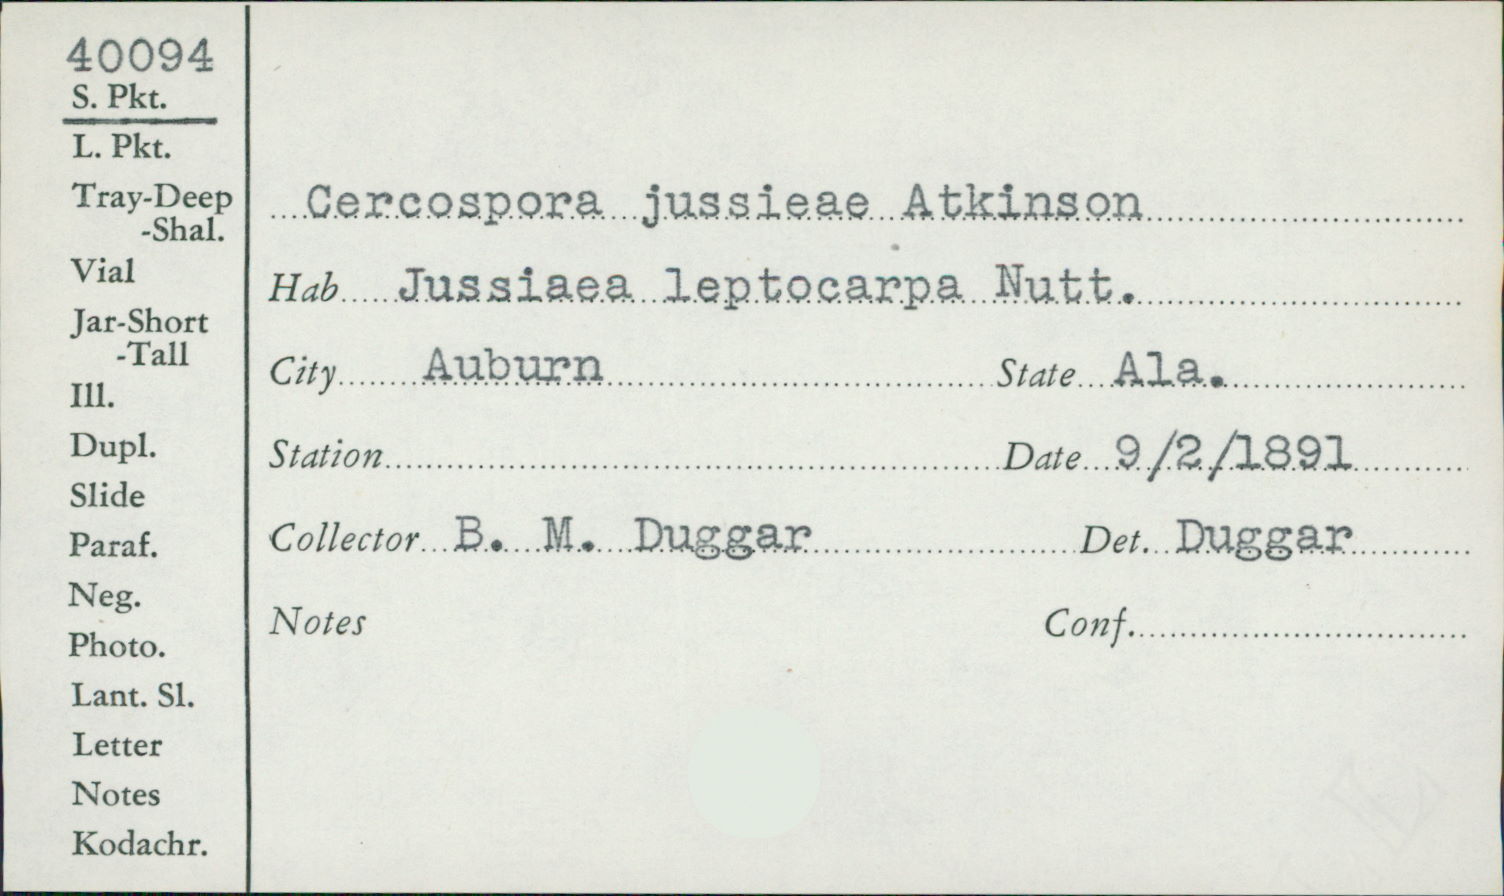 40094
S. Pkt.
L. Pkt.
Tray-Deep
-Shal.
Vial
Jar-Short
-Tall
Ill.
Dupl.
Slide
Paraf.
Neg.
Photo.
Lant. Sl.
Letter
Notes
Kodachr.
Cercospora jussieae Atkinson
Hab Jussiaea leptocarpa Nutt.
City Auburn State Ala.
Station Date 9/2/1891
Collector B. M. Duggar Det. Duggar
Notes Conf.